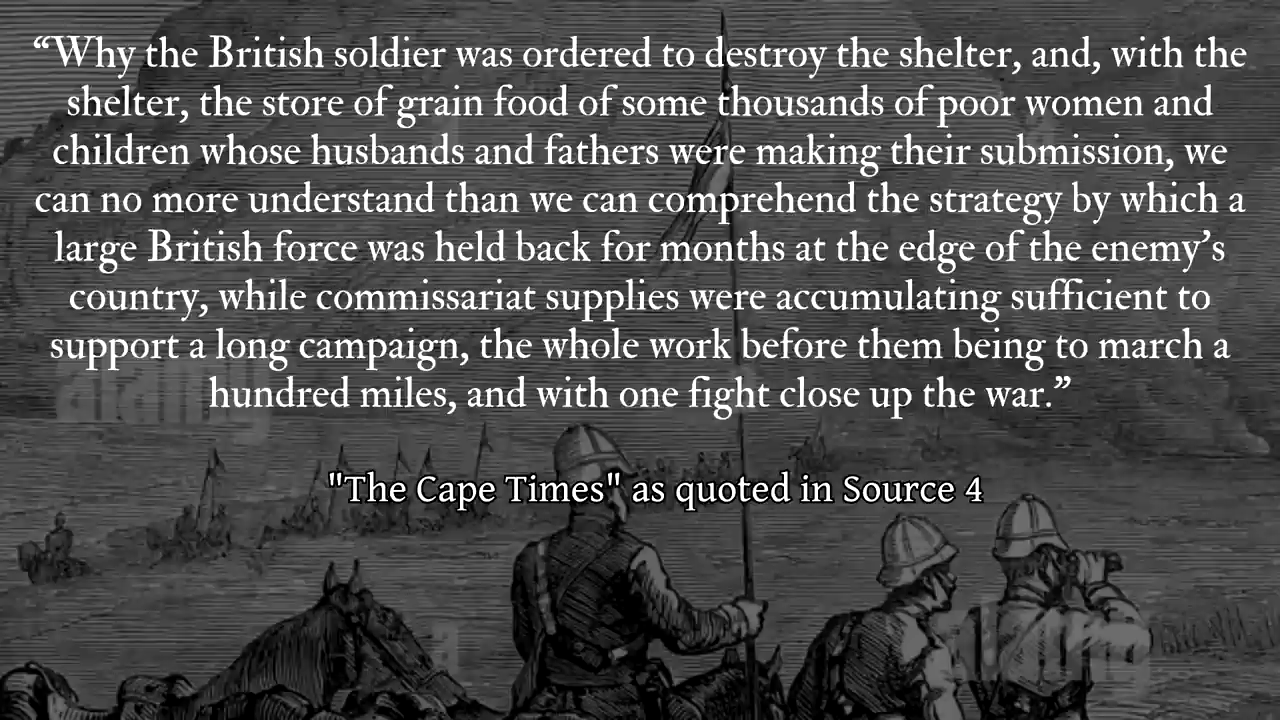 “Why the British soldier was ordered to destroy the shelter, and, with the
shelter, the store of grain food of some thousands of poor women and
children whose husbands and fathers were making their submission, we
can no more understand than we can comprehend the strategy by which a
large British force was held back for months at the edge of the enemy’s
country, while commissariat supplies were accumulating sufficient to
support a long campaign, the whole work before them being to march a
hundred miles, and with one fight close up the war.”
"The Cape Times" as quoted in Source 4